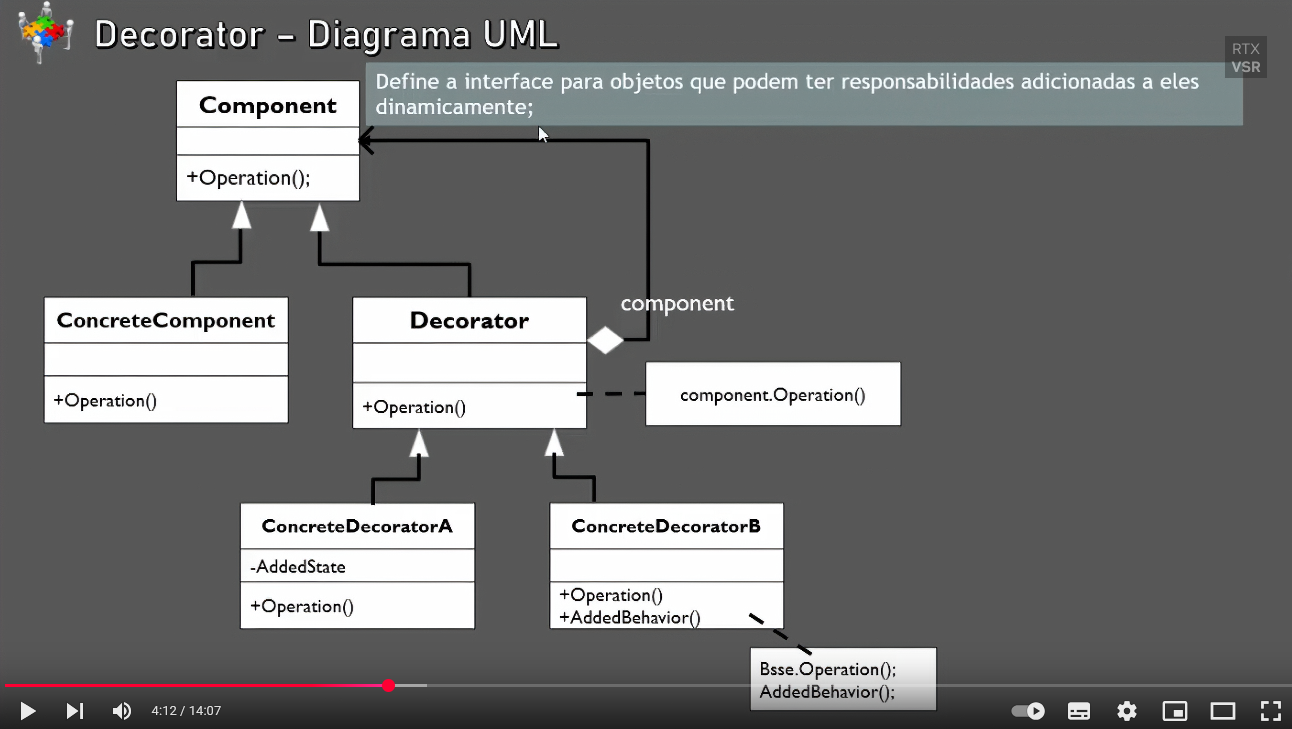 Decorator – Diagrama UML
RTX
VSR
Define a interface para objetos que podem ter responsabilidades adicionadas a eles
dinamicamente;
Component
+Operation();
component
ConcreteComponent
+Operation()
Decorator
+Operation()
component.Operation()
ConcreteDecoratorA
-AddedState
+Operation()
ConcreteDecoratorB
+Operation()
+AddedBehavior()
Bsse.Operation();
AddedBehavior();
4:12 / 14:07